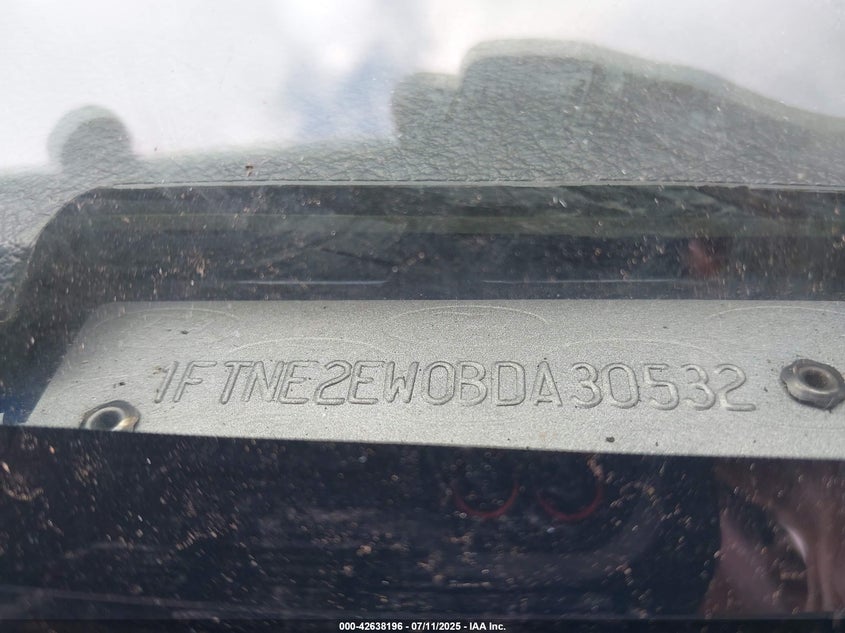 1FTNE2EW0BDA30532
000-42638196 - 07/11/2025 - IAA Inc.